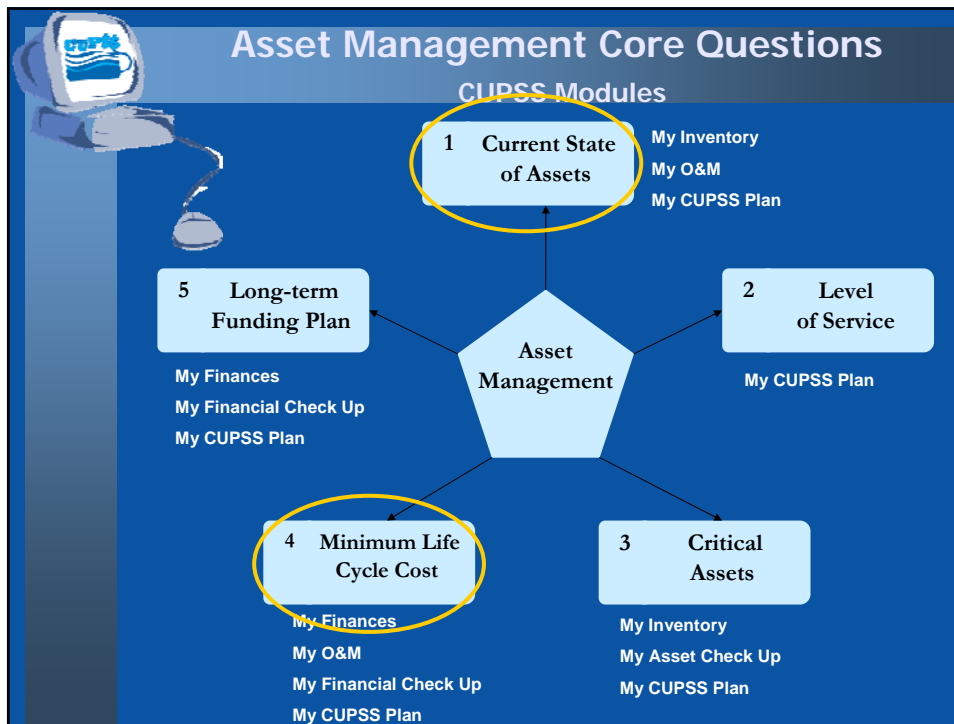 CUPSS
Asset Management Core Questions
CUPSS Modules
1 Current State
of Assets
My Inventory
My O&M
My CUPSS Plan
5 Long-term
Funding Plan
My Finances
My Financial Check Up
My CUPSS Plan
2 Level
of Service
My CUPSS Plan
Asset
Management
4 Minimum Life
Cycle Cost
My Finances
My O&M
My Financial Check Up
My CUPSS Plan
3 Critical
Assets
My Inventory
My Asset Check Up
My CUPSS Plan